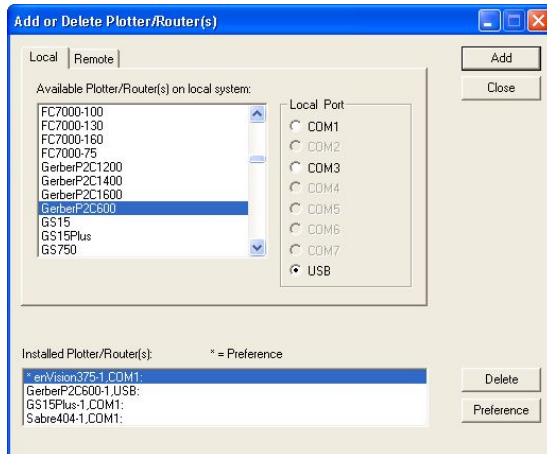 Add or Delete Plotter/Router(s)
Local
Remote
Add
Close
Available Plotter/Router(s) on local system:
FC7000-100
FC7000-130
FC7000-160
FC7000-75
GerberP2C1200
GerberP2C1400
GerberP2C1600
GerberP2C600
GS15
GS15Plus
GS750
Local Port
COM1
COM2
COM3
COM4
COM5
COM6
COM7
USB
Installed Plotter/Router(s): * = Preference
* enVision375-1,COM1:
GerberP2C600-1,USB:
GS15Plus-1,COM1:
Sabre404-1,COM1:
Delete
Preference